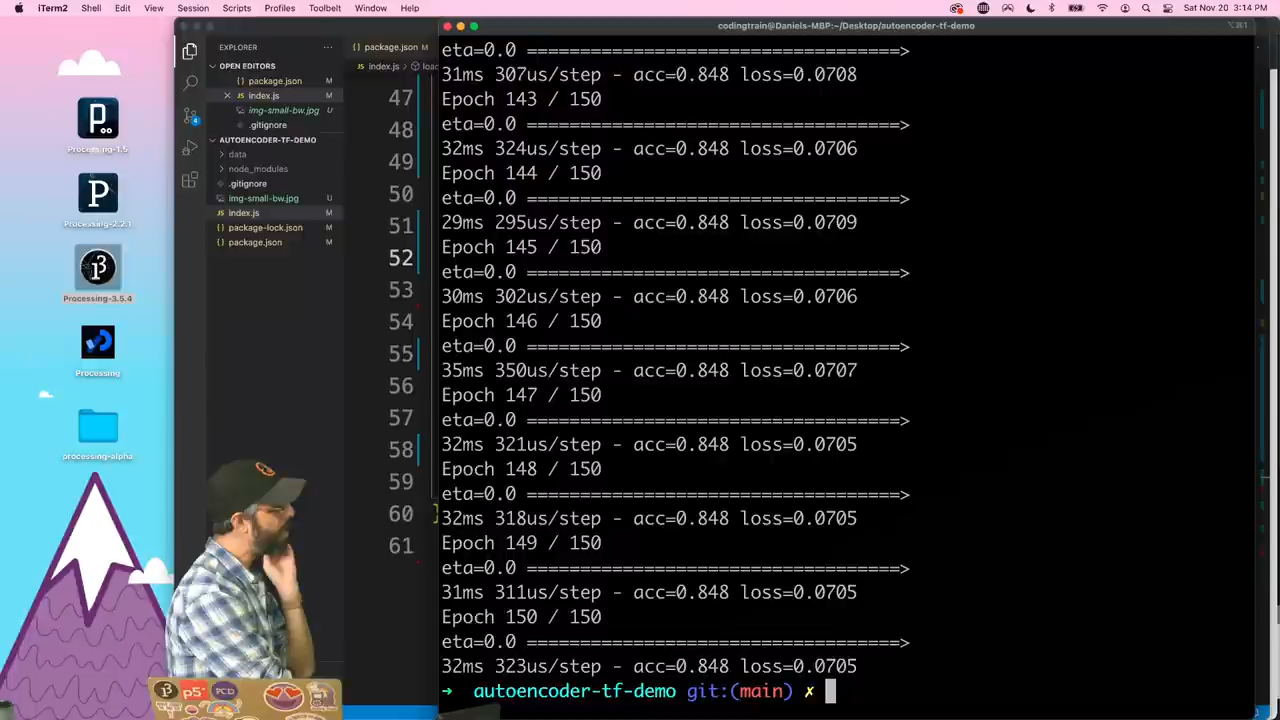 iTerm2 Shell Edit View Session Scripts Profiles Toolbelt Window Help
Sat Nov 20 3:14 PM
codingtrain@Daniels-MBP:~/Desktop/autoencoder-tf-demo
⌥⌘1
Processing-1.5
Processing-2.2.1
Processing-3.5.4
Processing
processing-alpha
EXPLORER
OPEN EDITORS
package.json M
index.js M
img-small-bw.jpg U
.gitignore
AUTOENCODER-TF-DEMO
data
node_modules
.gitignore
img-small-bw.jpg U
index.js M
package-lock.json M
package.json M
package.json M
index.js >
47
48
49
50
51
52
53
54
55
56
57
58
59
60
61
eta=0.0 ===================================>
31ms 307us/step - acc=0.848 loss=0.0708
Epoch 143 / 150
eta=0.0 ===================================>
32ms 324us/step - acc=0.848 loss=0.0706
Epoch 144 / 150
eta=0.0 ===================================>
29ms 295us/step - acc=0.848 loss=0.0709
Epoch 145 / 150
eta=0.0 ===================================>
30ms 302us/step - acc=0.848 loss=0.0706
Epoch 146 / 150
eta=0.0 ===================================>
35ms 350us/step - acc=0.848 loss=0.0707
Epoch 147 / 150
eta=0.0 ===================================>
32ms 321us/step - acc=0.848 loss=0.0705
Epoch 148 / 150
eta=0.0 ===================================>
32ms 318us/step - acc=0.848 loss=0.0705
Epoch 149 / 150
eta=0.0 ===================================>
31ms 311us/step - acc=0.848 loss=0.0705
Epoch 150 / 150
eta=0.0 ===================================>
32ms 323us/step - acc=0.848 loss=0.0705
→ autoencoder-tf-demo git:(main) ✗
p5*
PCD